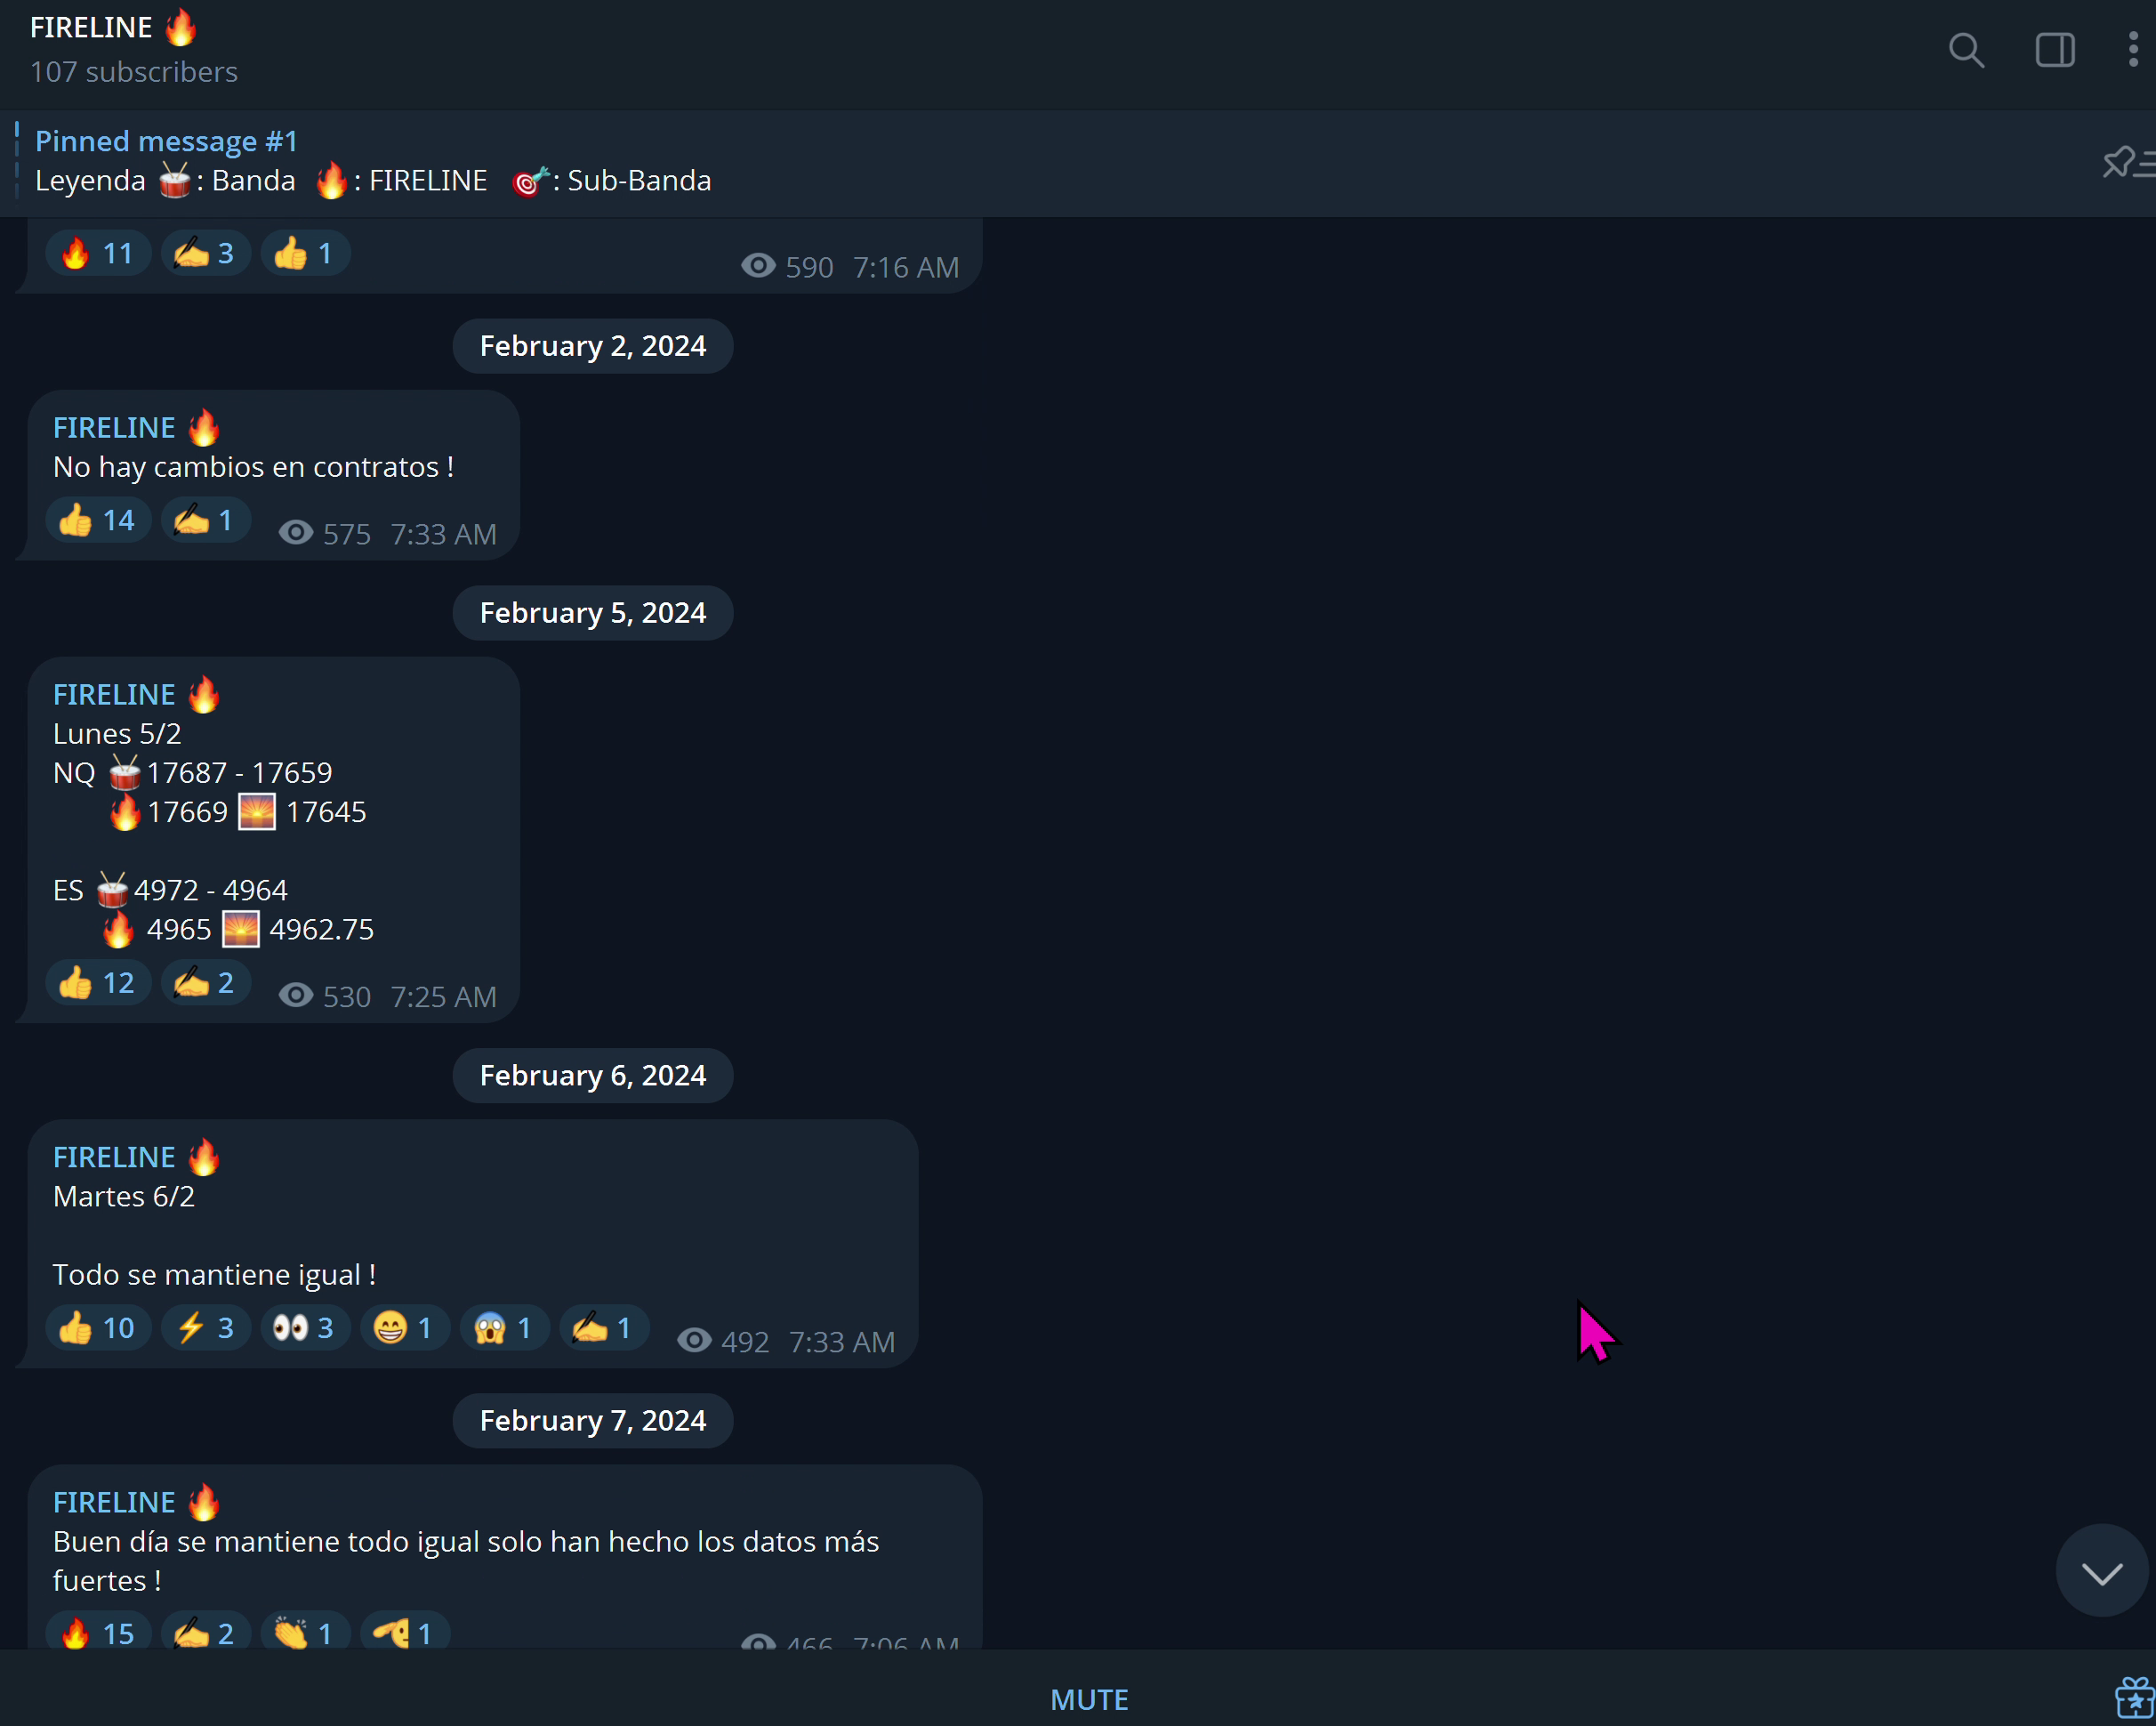 FIRELINE 🔥
107 subscribers
Pinned message #1
Leyenda 🥁: Banda 🔥: FIRELINE 🎯: Sub-Banda
🔥 11 ✍️ 3 👍 1 590 7:16 AM
February 2, 2024
FIRELINE 🔥
No hay cambios en contratos !
👍 14 ✍️ 1 575 7:33 AM
February 5, 2024
FIRELINE 🔥
Lunes 5/2
NQ 🥁17687 - 17659
🔥17669 🌅 17645
ES 🥁4972 - 4964
🔥 4965 🌅 4962.75
👍 12 ✍️ 2 530 7:25 AM
February 6, 2024
FIRELINE 🔥
Martes 6/2
Todo se mantiene igual !
👍 10 ⚡ 3 👀 3 😁 1 😱 1 ✍️ 1 492 7:33 AM
February 7, 2024
FIRELINE 🔥
Buen día se mantiene todo igual solo han hecho los datos más
fuertes !
🔥 15 ✍️ 2 👏 1 🫡 1 466 7:06 AM
MUTE